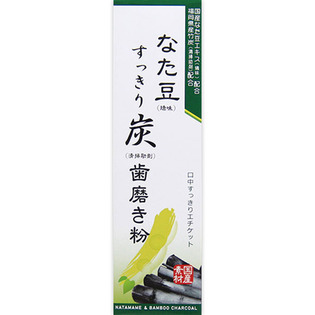 国産なた豆エキス(矯味)配合
福岡県産竹炭(清掃助剤)配合
なた豆
(矯味)
すっきり
炭
(清掃助剤)
歯磨き粉
口中すっきりエチケット
国産素材
NATAMAME & BAMBOO CHARCOAL